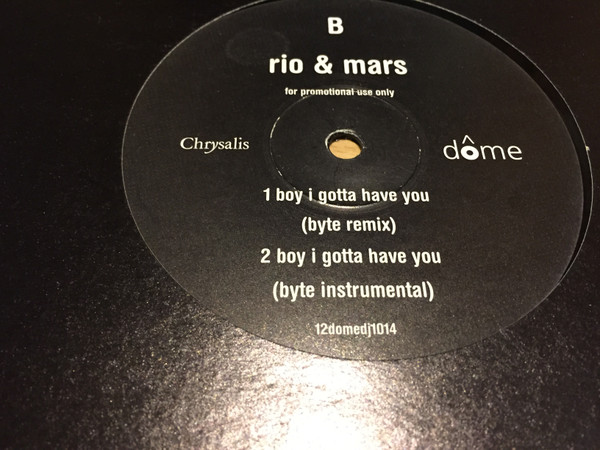 B
rio & mars
for promotional use only
Chrysalis
dôme
1 boy i gotta have you
(byte remix)
2 boy i gotta have you
(byte instrumental)
12domedj1014